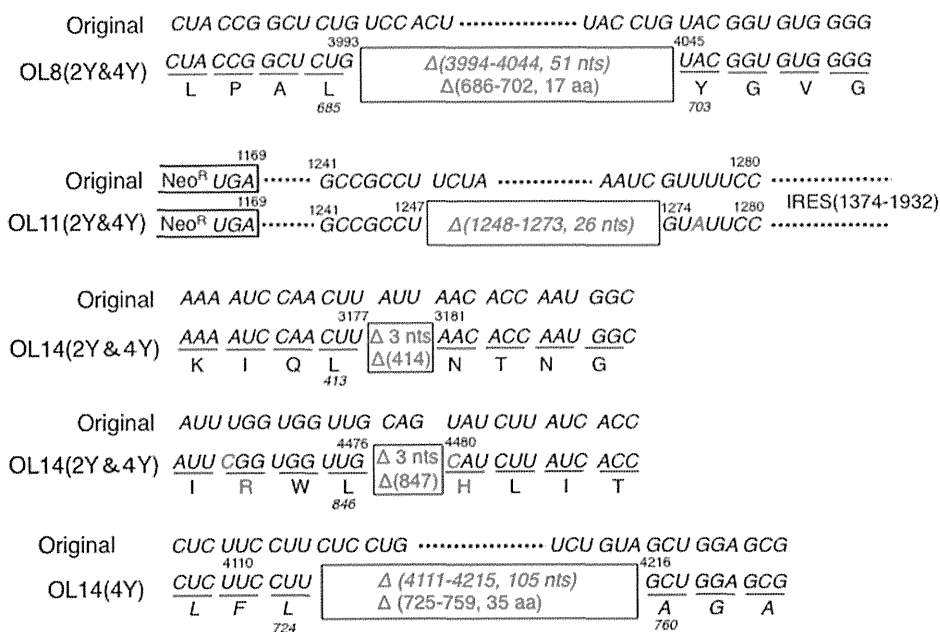 Original CUA CCG GCU CUG UCC ACU ·················· UAC CUG UAC GGU GUG GGG
3993 4045
OL8(2Y&4Y) CUA CCG GCU CUG Δ(3994-4044, 51 nts) UAC GGU GUG GGG
Δ(686-702, 17 aa)
L P A L Y G V G
685 703
1169 1241 1280
Original Neoᴿ UGA ······ GCCGCCU UCUA ·············· AAUC GUUUUCC ··················
IRES(1374-1932)
1169 1241 1247 1274 1280
OL11(2Y&4Y) Neoᴿ UGA ······ GCCGCCU Δ(1248-1273, 26 nts) GUAUUCC ··················
Original AAA AUC CAA CUU AUU AAC ACC AAU GGC
3177 3181
OL14(2Y&4Y) AAA AUC CAA CUU Δ 3 nts AAC ACC AAU GGC
Δ(414)
K I Q L N T N G
413
Original AUU UGG UGG UUG CAG UAU CUU AUC ACC
4476 4480
OL14(2Y&4Y) AUU CGG UGG UUG Δ 3 nts CAU CUU AUC ACC
Δ(847)
I R W L H L I T
846
Original CUC UUC CUU CUC CUG ·················· UCU GUA GCU GGA GCG
4110 4216
OL14(4Y) CUC UUC CUU Δ (4111-4215, 105 nts) GCU GGA GCG
Δ (725-759, 35 aa)
L F L A G A
724 760